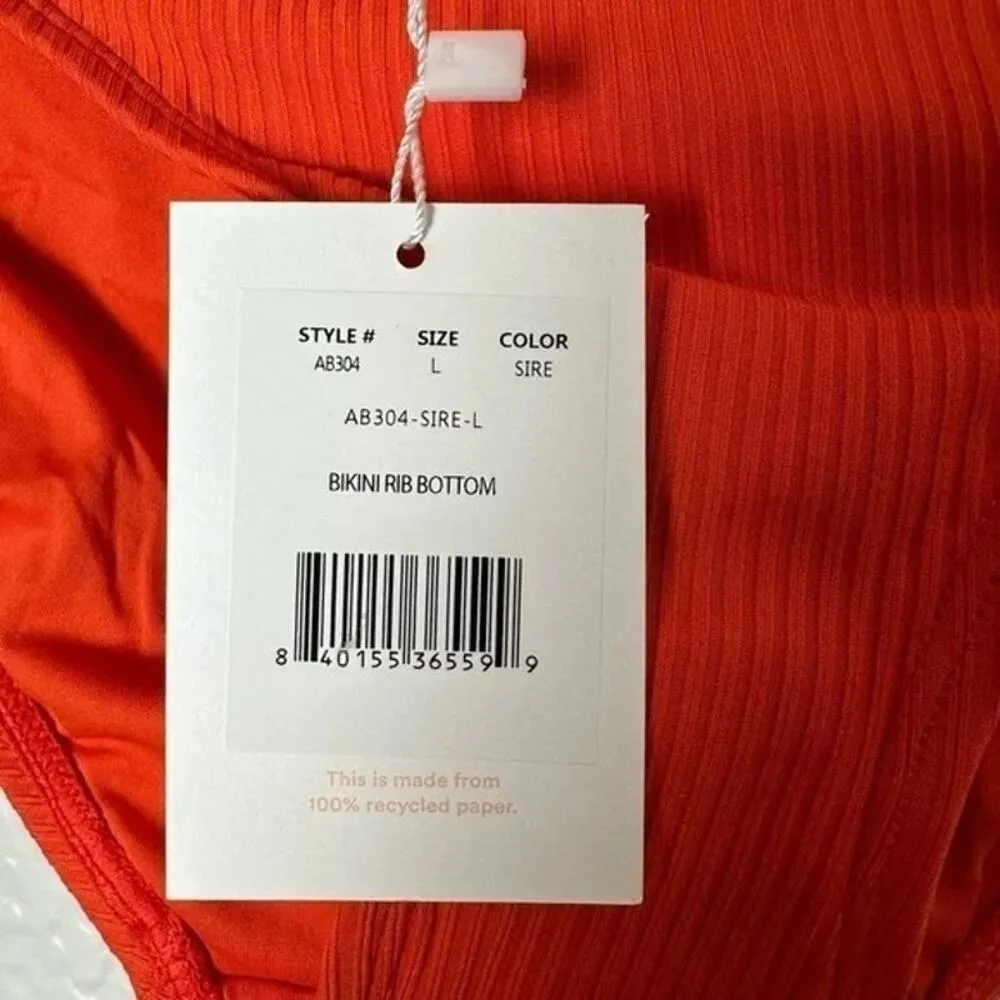 STYLE # SIZE COLOR
AB304 L SIRE
AB304-SIRE-L
BIKINI RIB BOTTOM
8 40155 36559 9
This is made from
100% recycled paper.